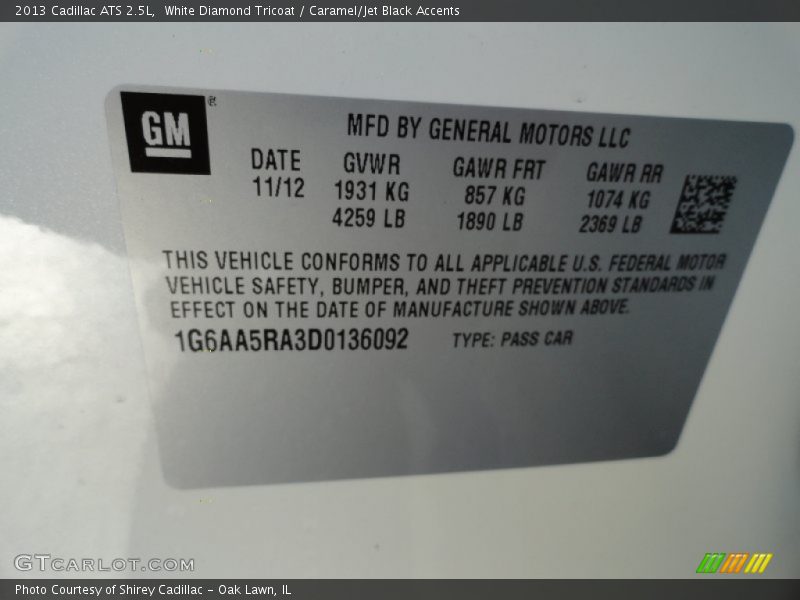 2013 Cadillac ATS 2.5L, White Diamond Tricoat / Caramel/Jet Black Accents
GM®
MFD BY GENERAL MOTORS LLC
DATE GVWR GAWR FRT GAWR RR
11/12 1931 KG 857 KG 1074 KG
4259 LB 1890 LB 2369 LB
THIS VEHICLE CONFORMS TO ALL APPLICABLE U.S. FEDERAL MOTOR
VEHICLE SAFETY, BUMPER, AND THEFT PREVENTION STANDARDS IN
EFFECT ON THE DATE OF MANUFACTURE SHOWN ABOVE.
1G6AA5RA3D0136092 TYPE: PASS CAR
GTCARLOT.COM
Photo Courtesy of Shirey Cadillac - Oak Lawn, IL